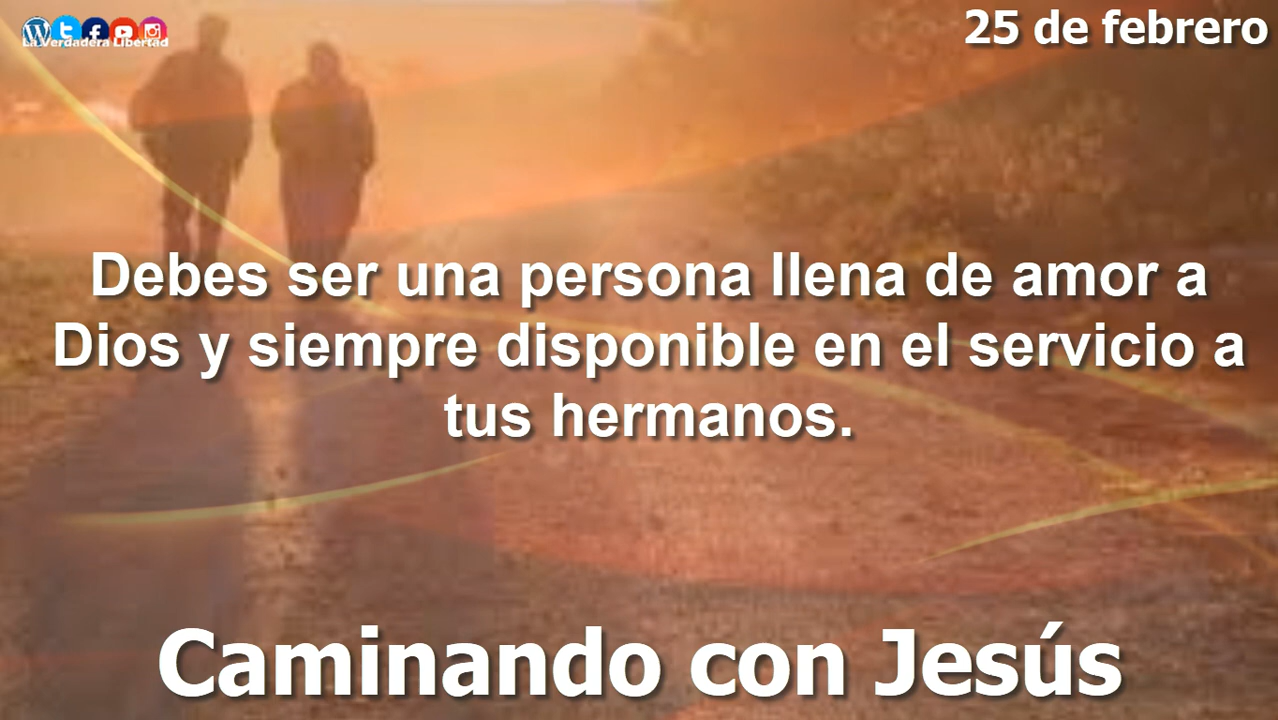 La Verdadera Libertad
25 de febrero
Debes ser una persona llena de amor a
Dios y siempre disponible en el servicio a
tus hermanos.
Caminando con Jesús